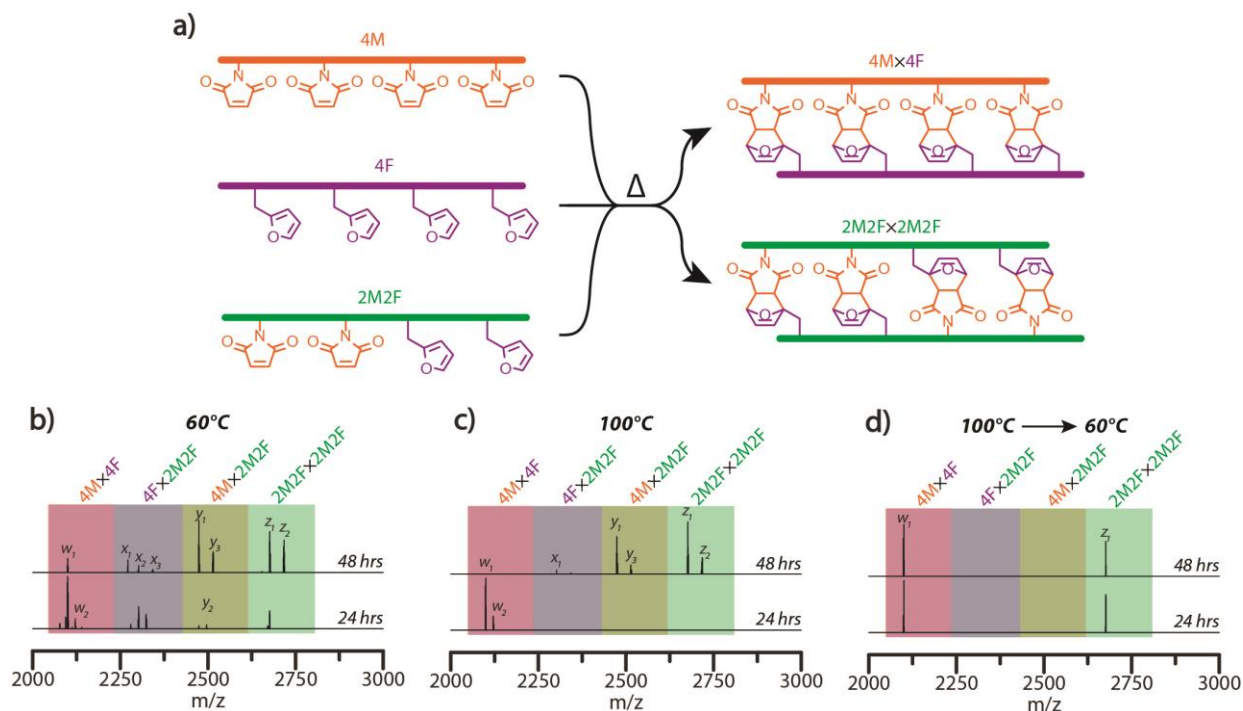 a)
4M
O N O O N O O N O O N O
4F
O O O O
2M2F
O N O O N O O O
Δ
4M×4F
O N O O N O O N O O N O
O O O O
2M2F×2M2F
O N O O N O O O
O O O N O O N O
b)
60°C
4M×4F
4F×2M2F
4M×2M2F
2M2F×2M2F
w1
x1
x2
x3
y1
y3
z1
z2
48 hrs
w2
y2
24 hrs
2000 2250 2500 2750 3000
m/z
c)
100°C
4M×4F
4F×2M2F
4M×2M2F
2M2F×2M2F
x1
y1
y3
z1
z2
48 hrs
w1
w2
24 hrs
2000 2250 2500 2750 3000
m/z
d)
100°C → 60°C
4M×4F
4F×2M2F
4M×2M2F
2M2F×2M2F
w1
z1
48 hrs
24 hrs
2000 2250 2500 2750 3000
m/z